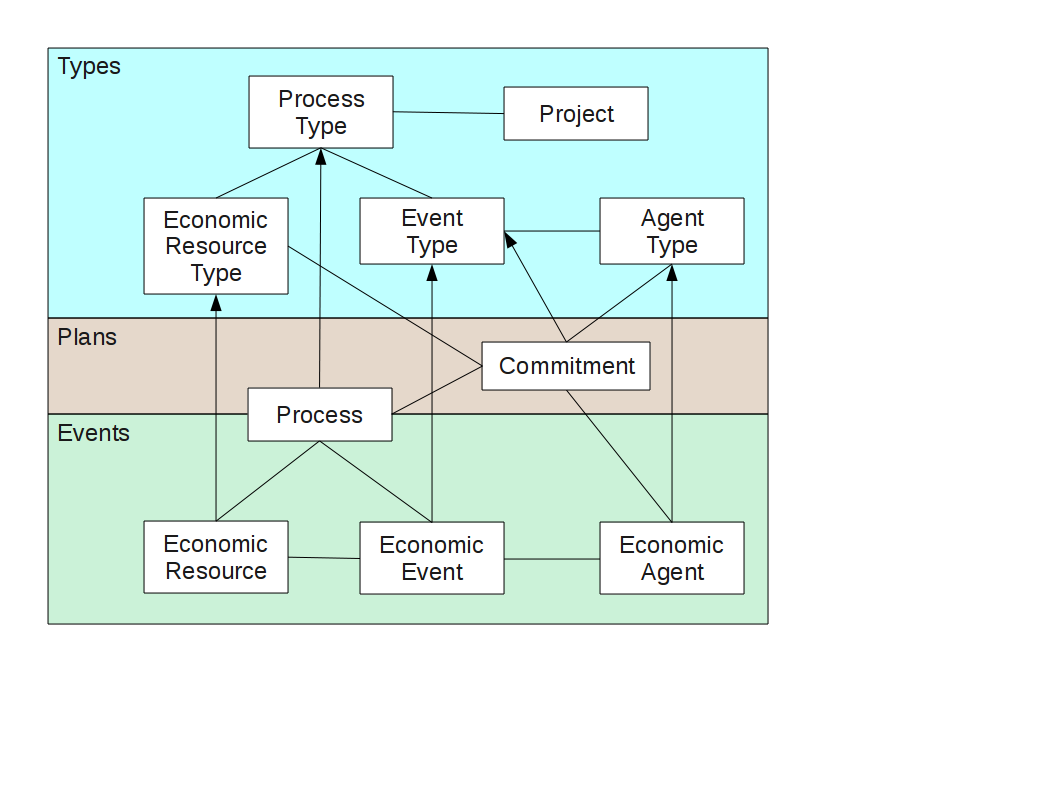 Types
Process
Type
Project
Economic
Resource
Type
Event
Type
Agent
Type
Plans
Commitment
Process
Events
Economic
Resource
Economic
Event
Economic
Agent